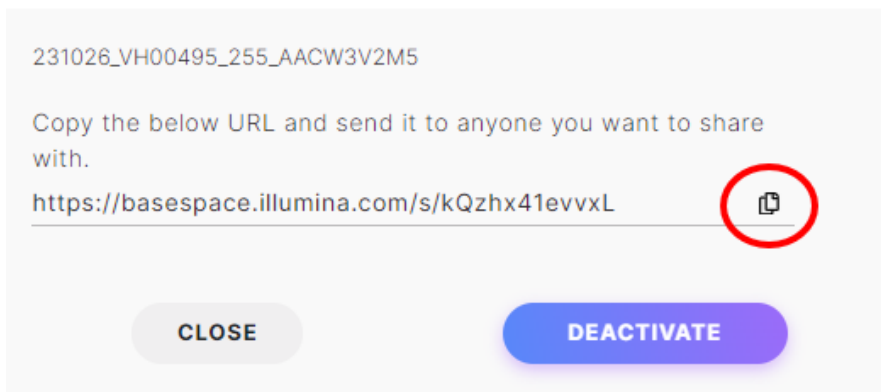 231026_VH00495_255_AACW3V2M5
Copy the below URL and send it to anyone you want to share
with.
https://basespace.illumina.com/s/kQzhx41evvxL
CLOSE
DEACTIVATE